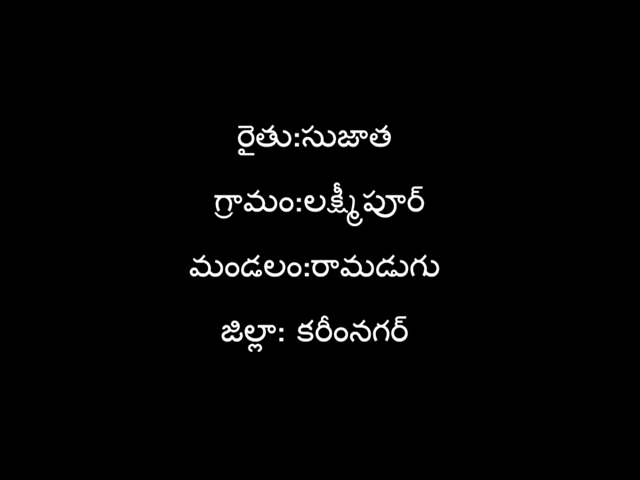 రైతు:సుజాత
గ్రామం:లక్ష్మీపూర్
మండలం:రామడుగు
జిల్లా: కరీంనగర్